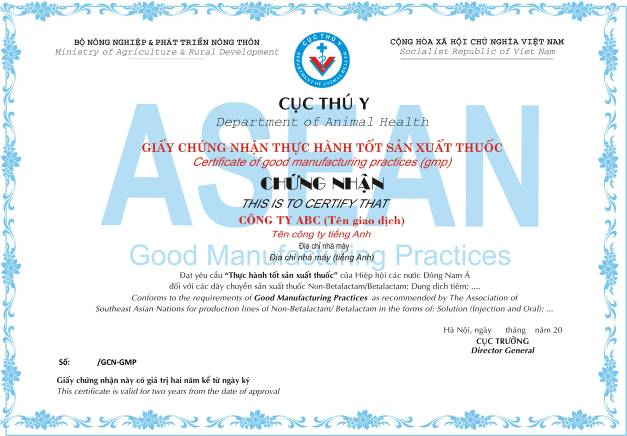 BỘ NÔNG NGHIỆP & PHÁT TRIỂN NÔNG THÔN
Ministry of Agriculture & Rural Development
CỘNG HÒA XÃ HỘI CHỦ NGHĨA VIỆT NAM
Socialist Republic of Viet Nam
CỤC THÚ Y
DEPARTMENT OF ANIMAL HEALTH
CỤC THÚ Y
Department of Animal Health
ASEAN
GIẤY CHỨNG NHẬN THỰC HÀNH TỐT SẢN XUẤT THUỐC
Certificate of good manufacturing practices (gmp)
CHỨNG NHẬN
THIS IS TO CERTIFY THAT
CÔNG TY ABC (Tên giao dịch)
Tên công ty tiếng Anh
Địa chỉ nhà máy
Good Manufacturing Practices
Địa chỉ nhà máy (tiếng Anh)
Đạt yêu cầu "Thực hành tốt sản xuất thuốc" của Hiệp hội các nước Đông Nam Á
đối với các dây chuyền sản xuất thuốc Non-Betalactam/Betalactam; Dung dịch tiêm; ....
Conforms to the requirements of Good Manufacturing Practices as recommended by The Association of
Southeast Asian Nations for production lines of Non-Betalactam/ Betalactam in the forms of: Solution (Injection and Oral); ...
Hà Nội, ngày tháng năm 20
CỤC TRƯỞNG
Director General
Số: /GCN-GMP
Giấy chứng nhận này có giá trị hai năm kể từ ngày ký
This certificate is valid for two years from the date of approval